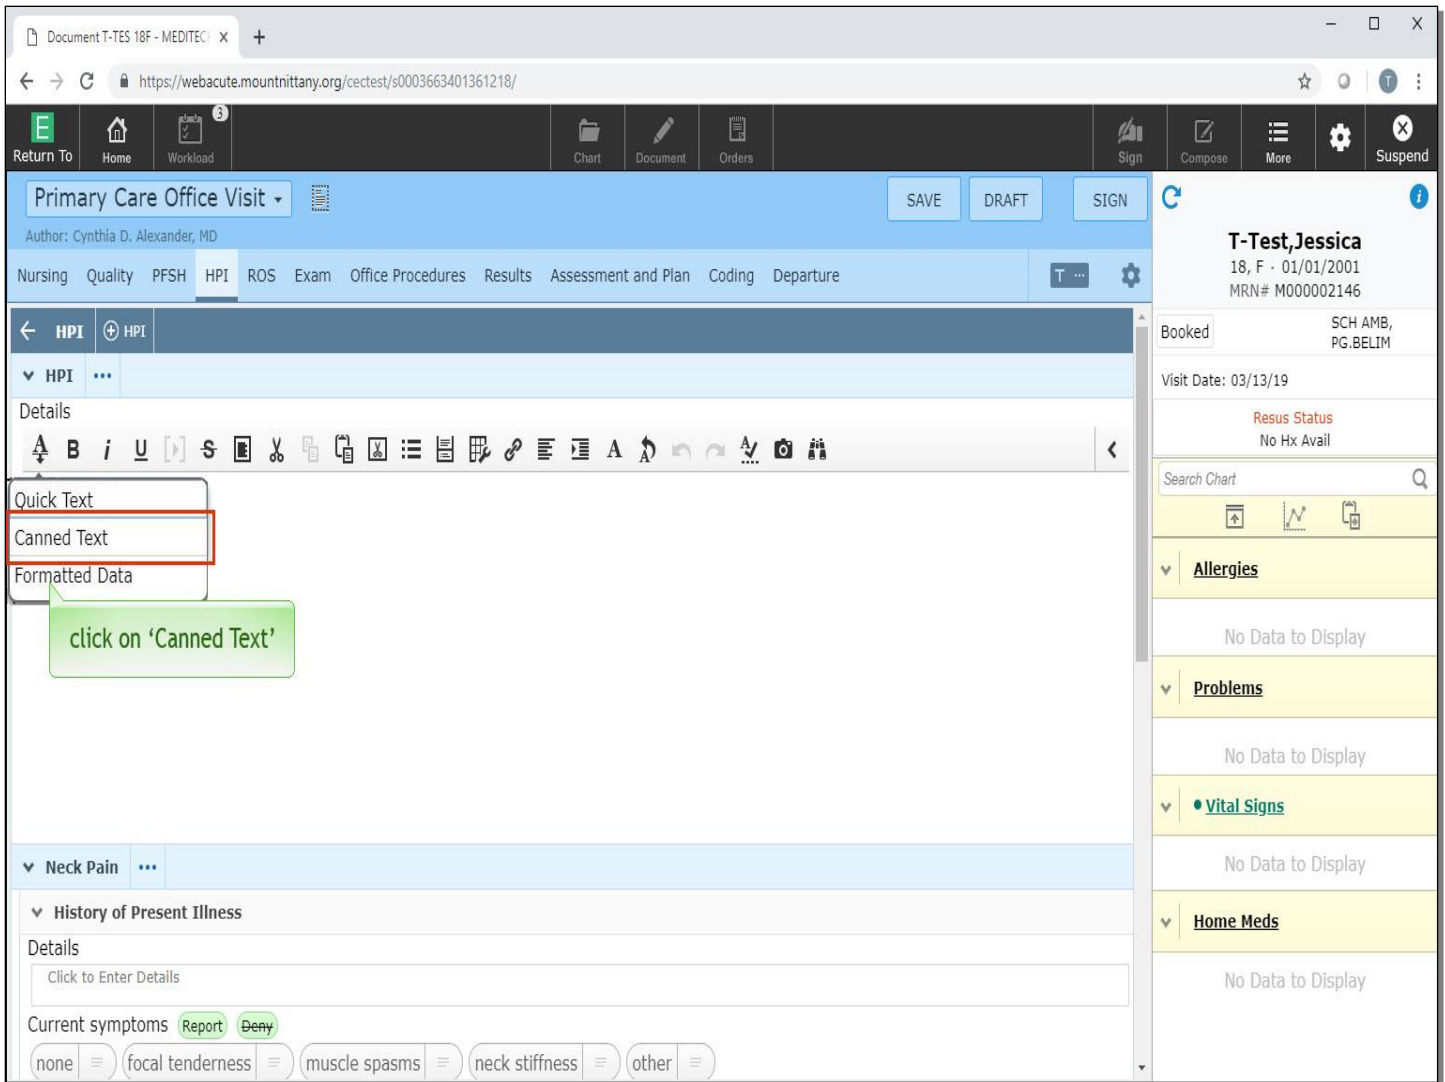 Document T-TES 18F - MEDITECH
https://webacute.mountnittany.org/cectest/s0003663401361218/
T
E
Return To
Home
3
Workload
Chart
Document
Orders
Sign
Compose
More
Suspend
Primary Care Office Visit
SAVE
DRAFT
SIGN
Author: Cynthia D. Alexander, MD
Nursing Quality PFSH HPI ROS Exam Office Procedures Results Assessment and Plan Coding Departure
T ...
HPI
HPI
HPI
Details
Quick Text
Canned Text
Formatted Data
click on ‘Canned Text’
Neck Pain
History of Present Illness
Details
Click to Enter Details
Current symptoms Report Deny
none focal tenderness muscle spasms neck stiffness other
T-Test,Jessica
18, F · 01/01/2001
MRN# M000002146
Booked
SCH AMB,
PG.BELIM
Visit Date: 03/13/19
Resus Status
No Hx Avail
Search Chart
Allergies
No Data to Display
Problems
No Data to Display
Vital Signs
No Data to Display
Home Meds
No Data to Display